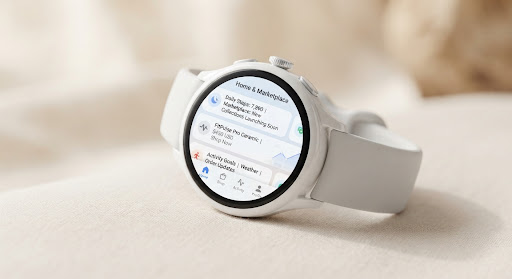 Home & Marketplace
Daily Steps: 7,860 |
Marketplace: New
Collections Launching Soon
FitPulse Pro Ceramic |
Shop Now
Activity Goals | Weather |
Order Updates